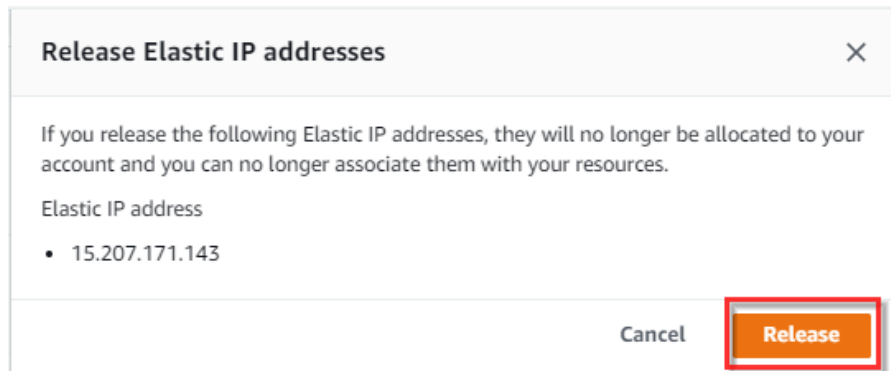 Release Elastic IP addresses
If you release the following Elastic IP addresses, they will no longer be allocated to your
account and you can no longer associate them with your resources.
Elastic IP address
• 15.207.171.143
Cancel Release